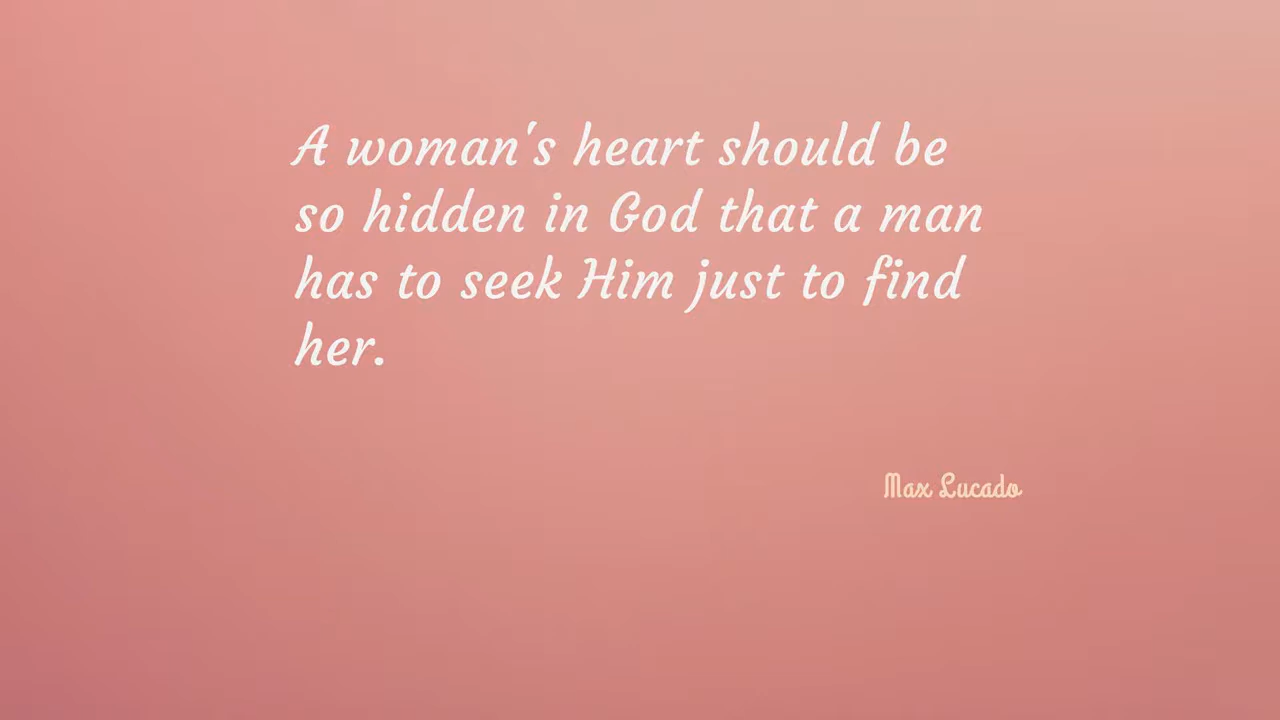 A woman's heart should be
so hidden in God that a man
has to seek Him just to find
her.
Max Lucado